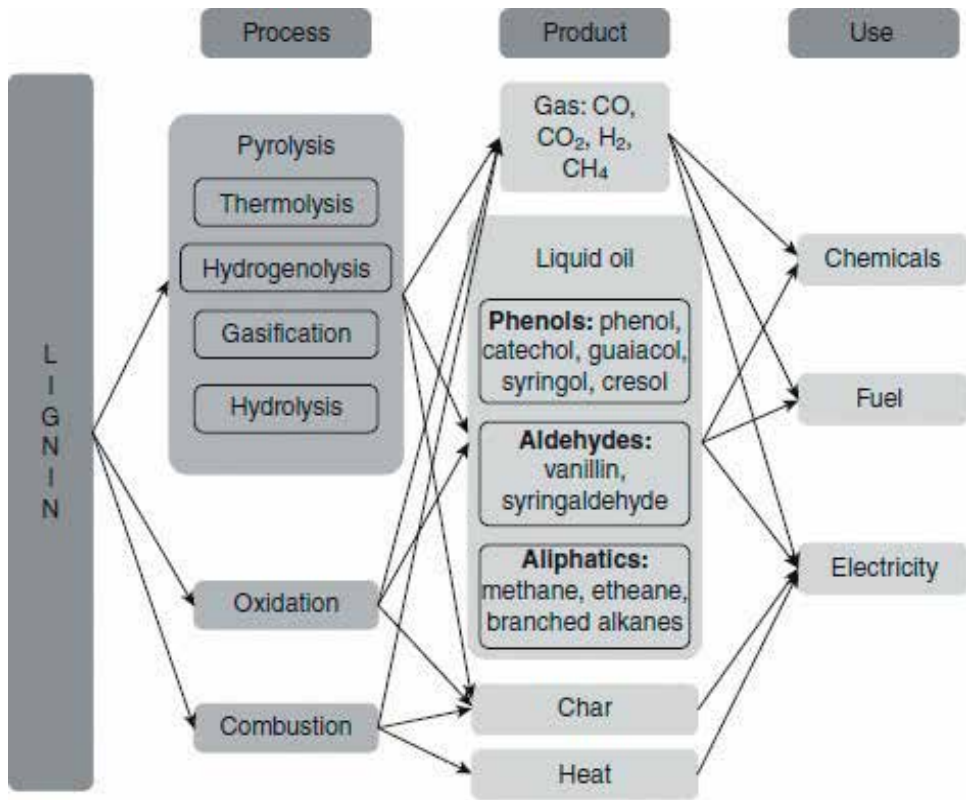 Process
Product
Use
LIGNIN
Pyrolysis
Thermolysis
Hydrogenolysis
Gasification
Hydrolysis
Oxidation
Combustion
Gas: CO,
CO₂, H₂,
CH₄
Liquid oil
Phenols: phenol,
catechol, guaiacol,
syringol, cresol
Aldehydes:
vanillin,
syringaldehyde
Aliphatics:
methane, etheane,
branched alkanes
Char
Heat
Chemicals
Fuel
Electricity